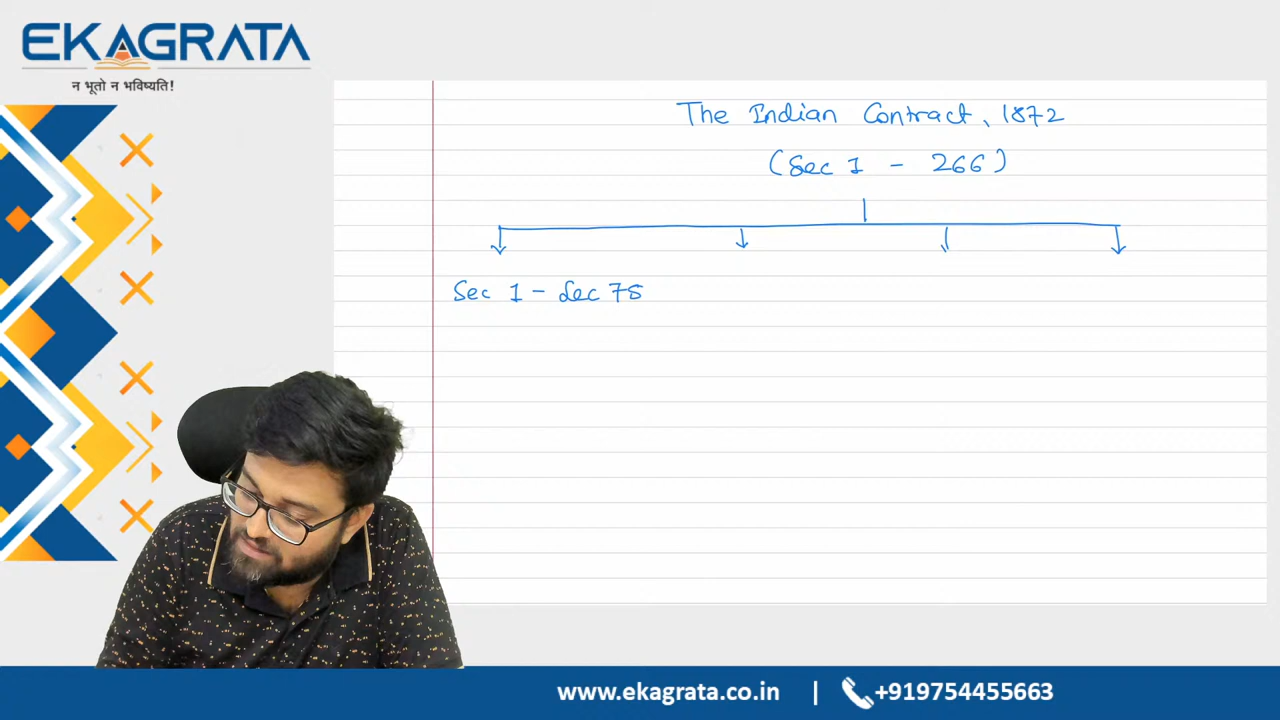 EKAGRATA
न भूतो न भविष्यति!
The Indian Contract, 1872
(Sec 1 - 266)
Sec 1 - Sec 75
www.ekagrata.co.in | +919754455663